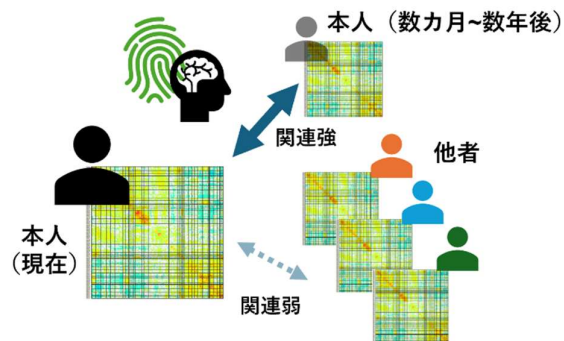 本人（数カ月~数年後）
関連強
他者
本人
（現在）
関連弱